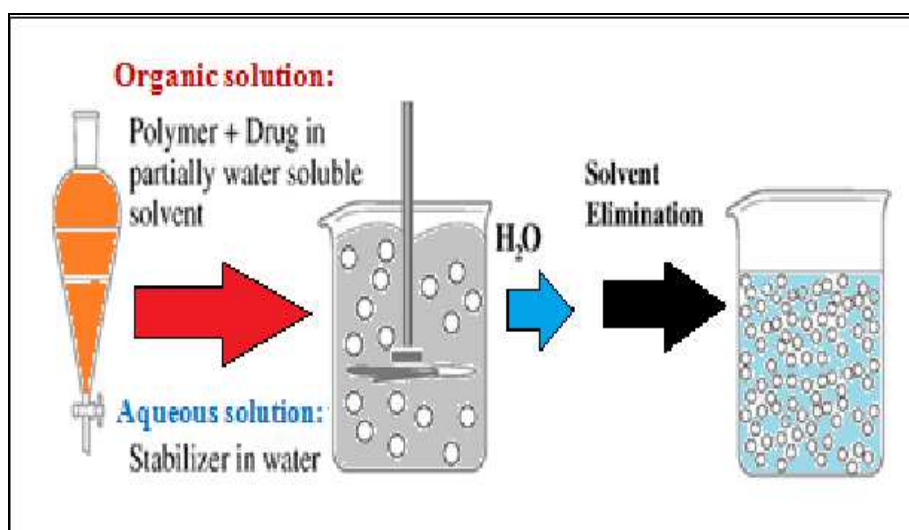 Organic solution:
Polymer + Drug in
partially water soluble
solvent
Aqueous solution:
Stabilizer in water
H₂O
Solvent
Elimination